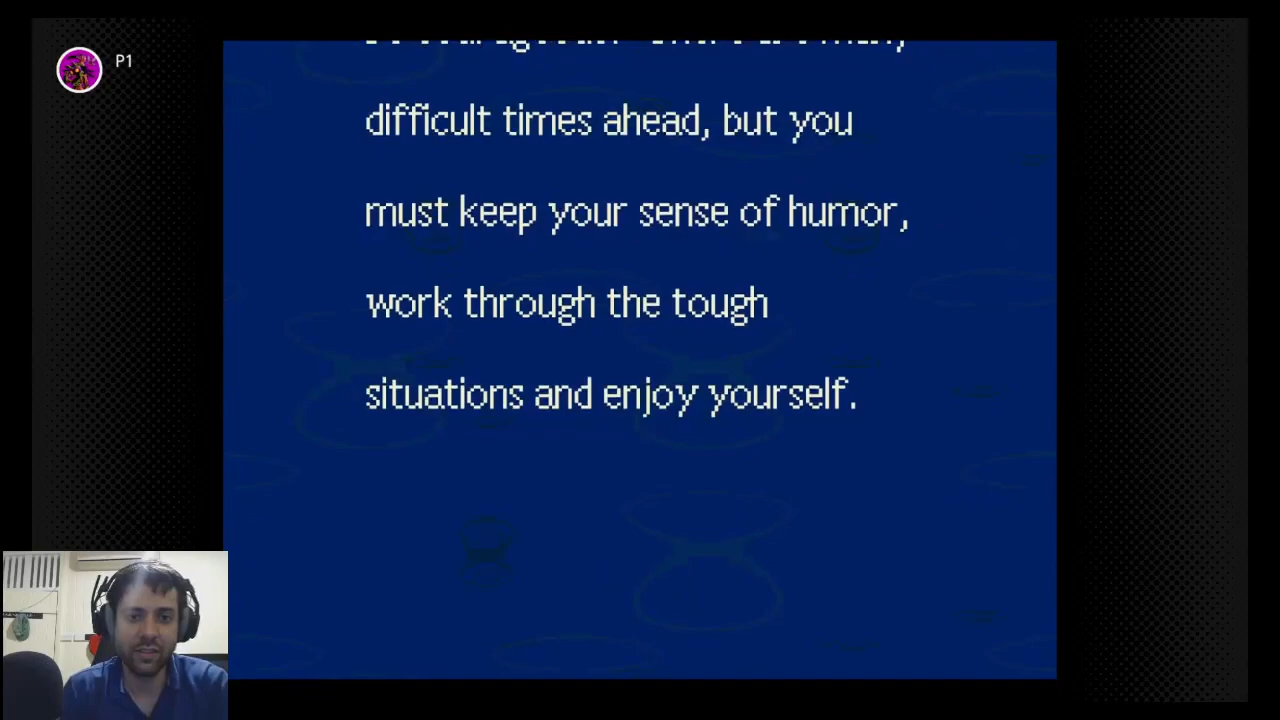 P1
difficult times ahead, but you
must keep your sense of humor,
work through the tough
situations and enjoy yourself.